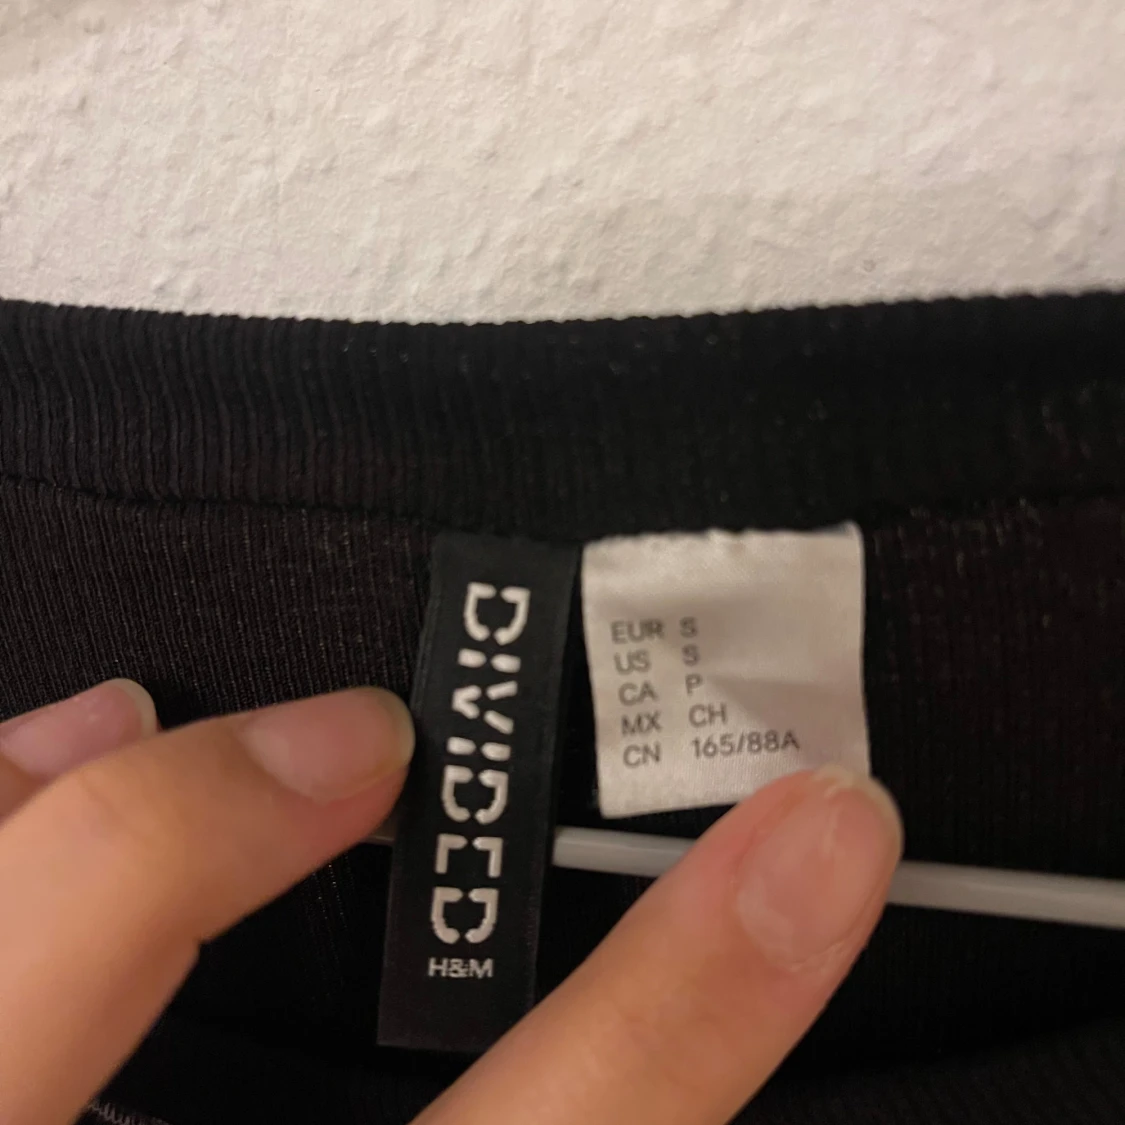 DIVIDED
H&M
EUR S
US S
CA P
MX CH
CN 165/88A